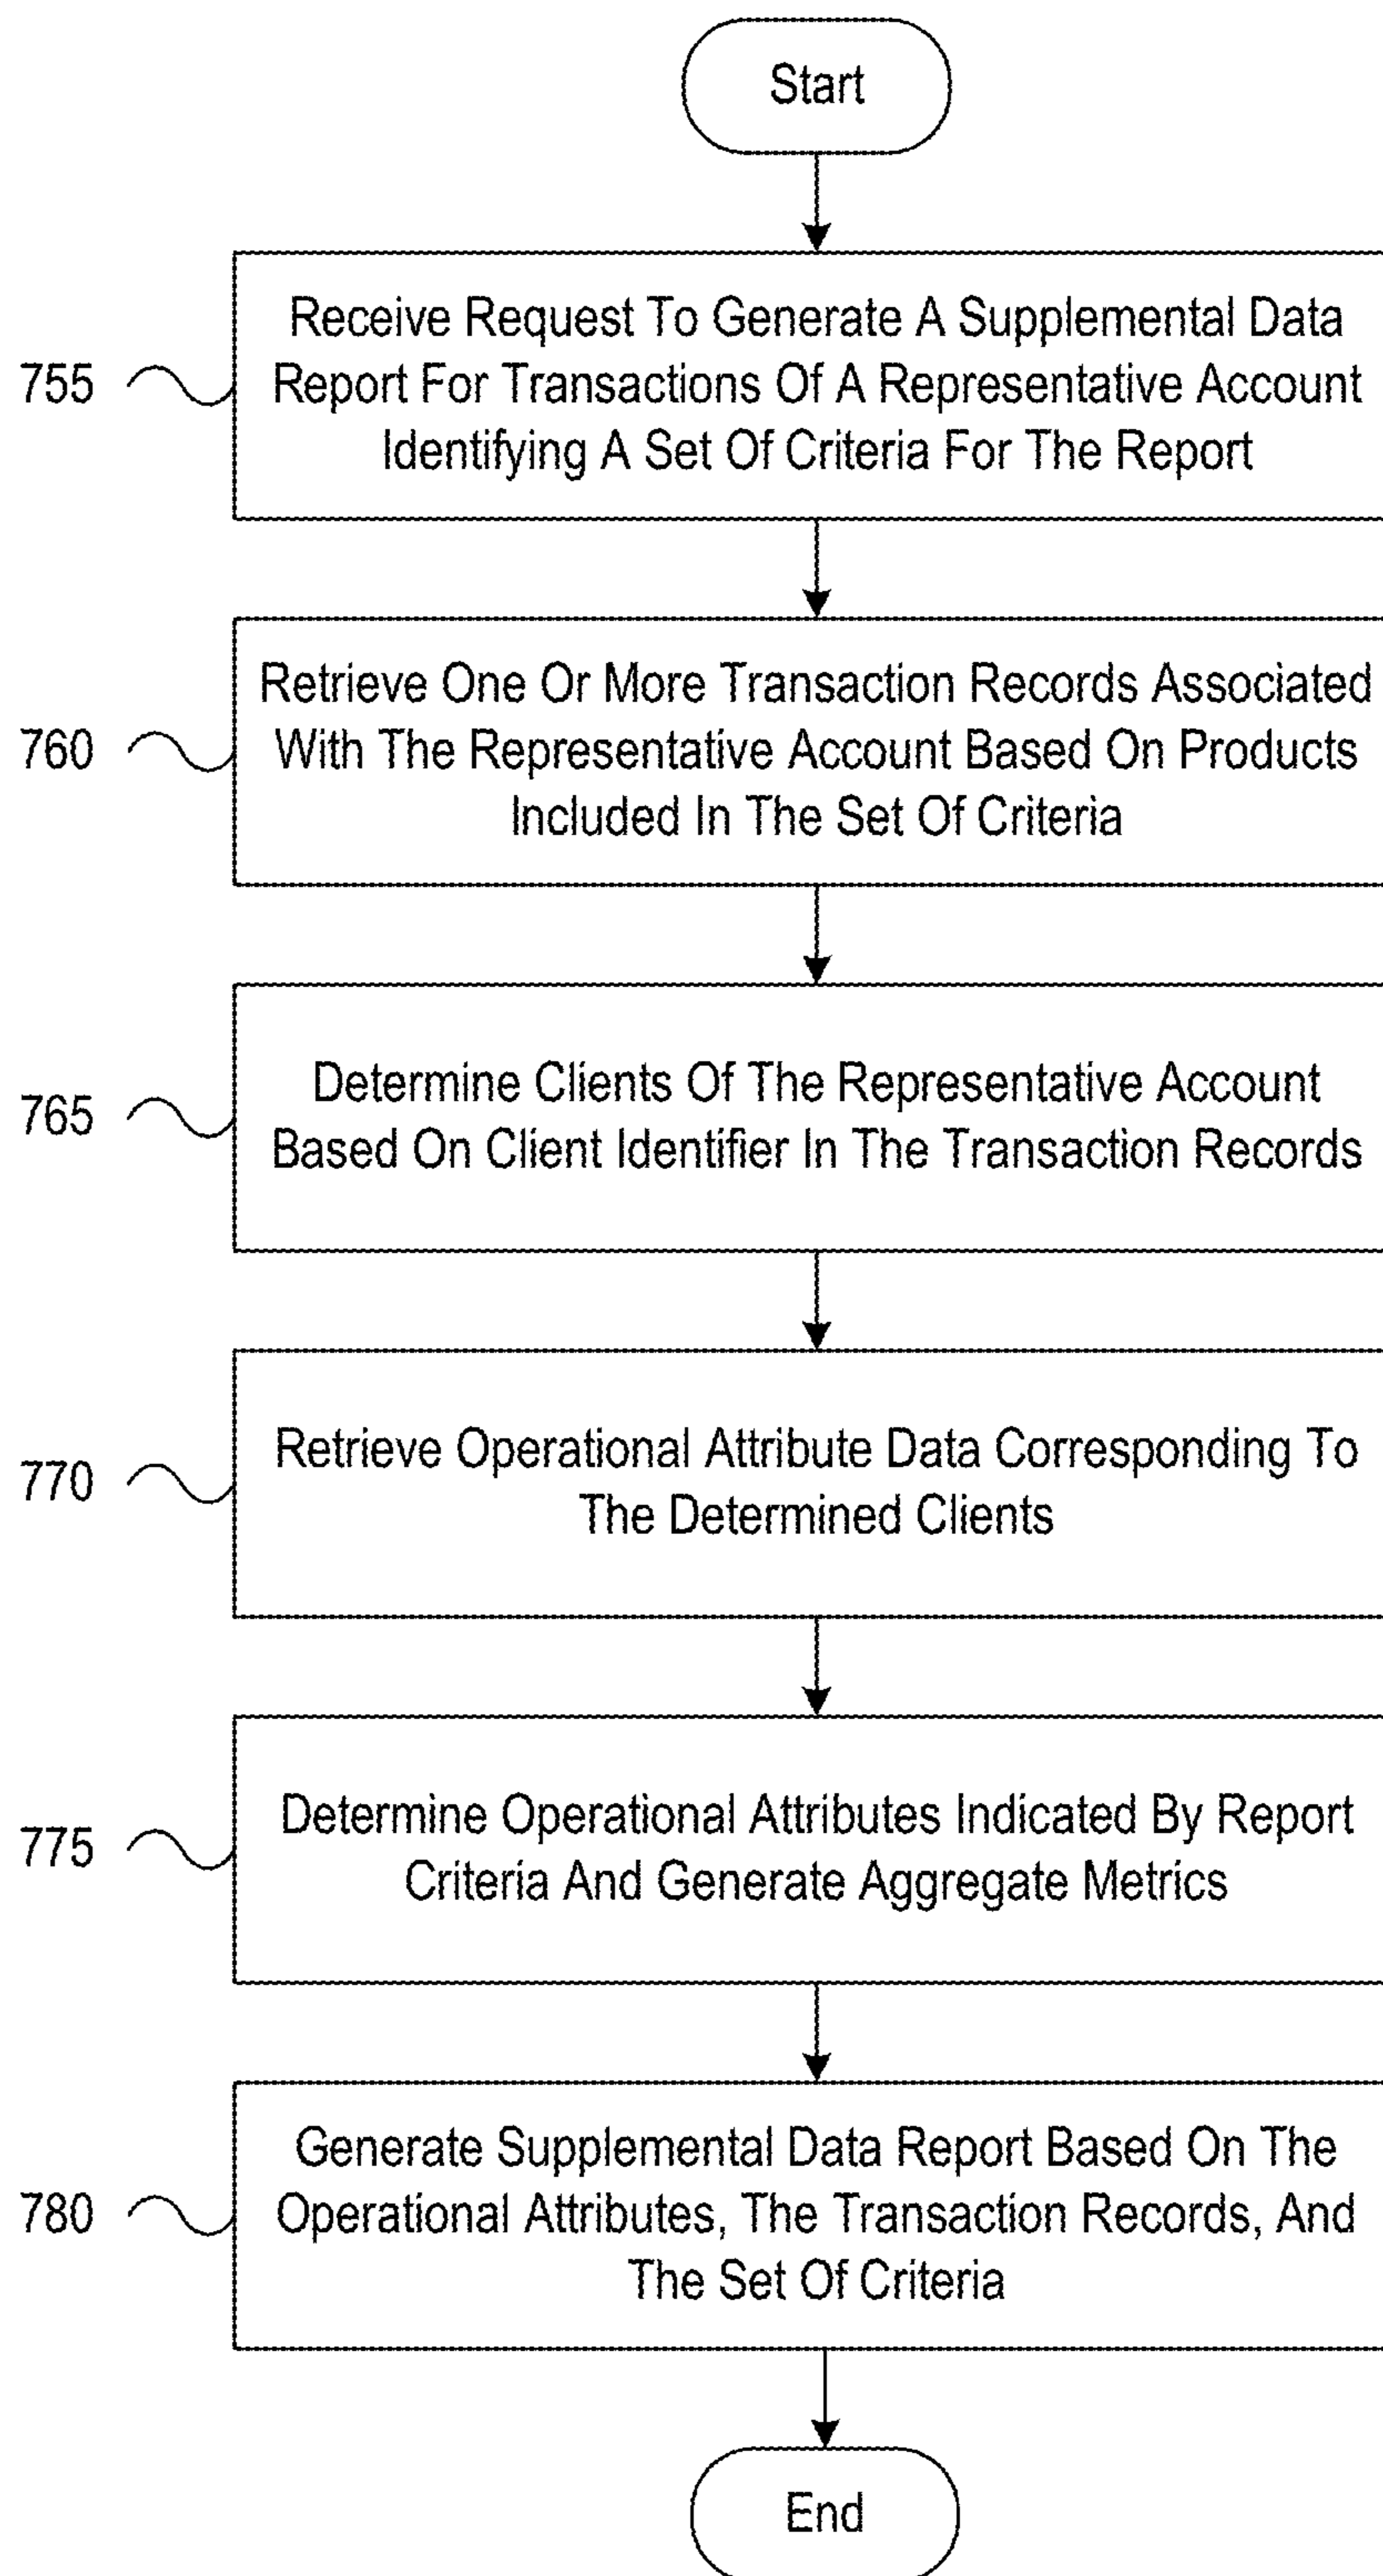 Start
Receive Request To Generate A Supplemental Data
Report For Transactions Of A Representative Account
Identifying A Set Of Criteria For The Report
755
Retrieve One Or More Transaction Records Associated
With The Representative Account Based On Products
Included In The Set Of Criteria
760
Determine Clients Of The Representative Account
Based On Client Identifier In The Transaction Records
765
Retrieve Operational Attribute Data Corresponding To
The Determined Clients
770
Determine Operational Attributes Indicated By Report
Criteria And Generate Aggregate Metrics
775
Generate Supplemental Data Report Based On The
Operational Attributes, The Transaction Records, And
The Set Of Criteria
780
End